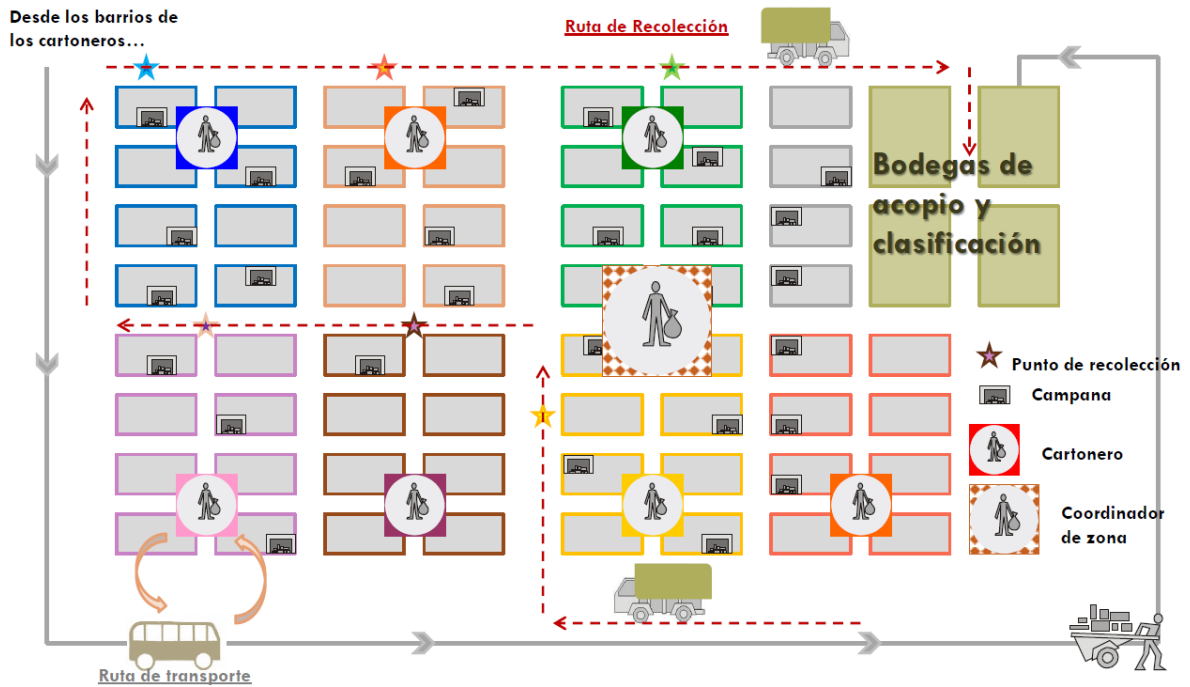 Desde los barrios de
los cartoneros…
Ruta de Recolección
Bodegas de
acopio y
clasificación
Punto de recolección
Campana
Cartonero
Coordinador
de zona
Ruta de transporte